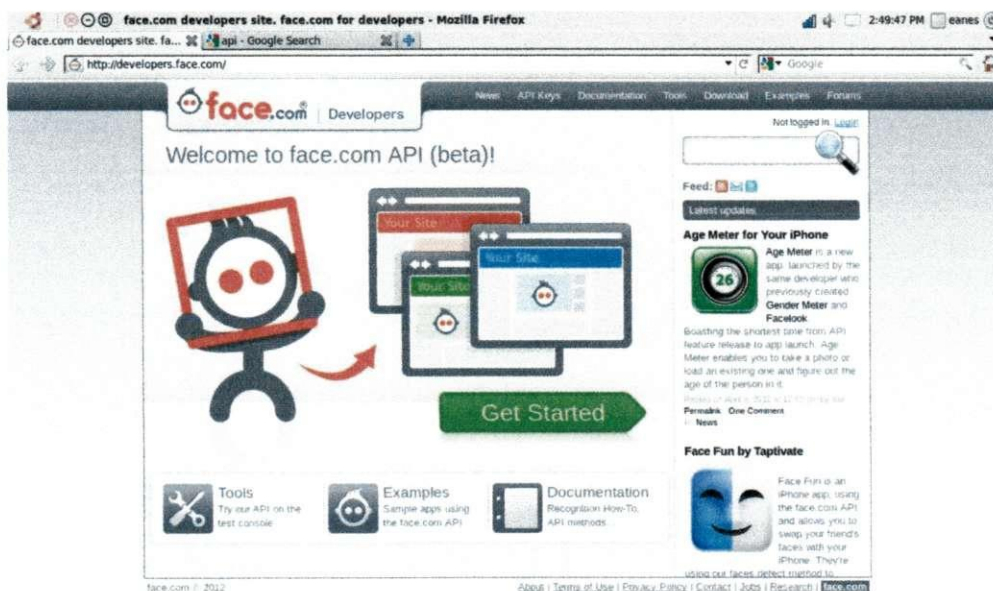 face.com developers site. face.com for developers - Mozilla Firefox
2:49:47 PM eanes
face.com developers site. fa...
api - Google Search
http://developers.face.com/
Google
face.com® Developers
News API Keys Documentation Tools Download Examples Forums
Not logged in. Login
Welcome to face.com API (beta)!
Your Site
Your Site
Your Site
Get Started
Tools
Try our API on the
test console
Examples
Sample apps using
the face.com API
Documentation
Recognition How-To,
API methods
Feed:
Latest updates
Age Meter for Your iPhone
26
Age Meter is a new
app, launched by the
same developer who
previously created
Gender Meter and
Facelook.
Boasting the shortest time from API
feature release to app launch, Age
Meter enables you to take a photo or
load an existing one and figure out the
age of the person in it.
Permalink One Comment
News
Face Fun by Taptivate
Face Fun is an
iPhone app, using
the face.com API
and allows you to
swap your friend's
faces with your
iPhone. They're
using our faces.detect method to
face.com © 2012
About | Terms of Use | Privacy Policy | Contact | Jobs | Research | face.com